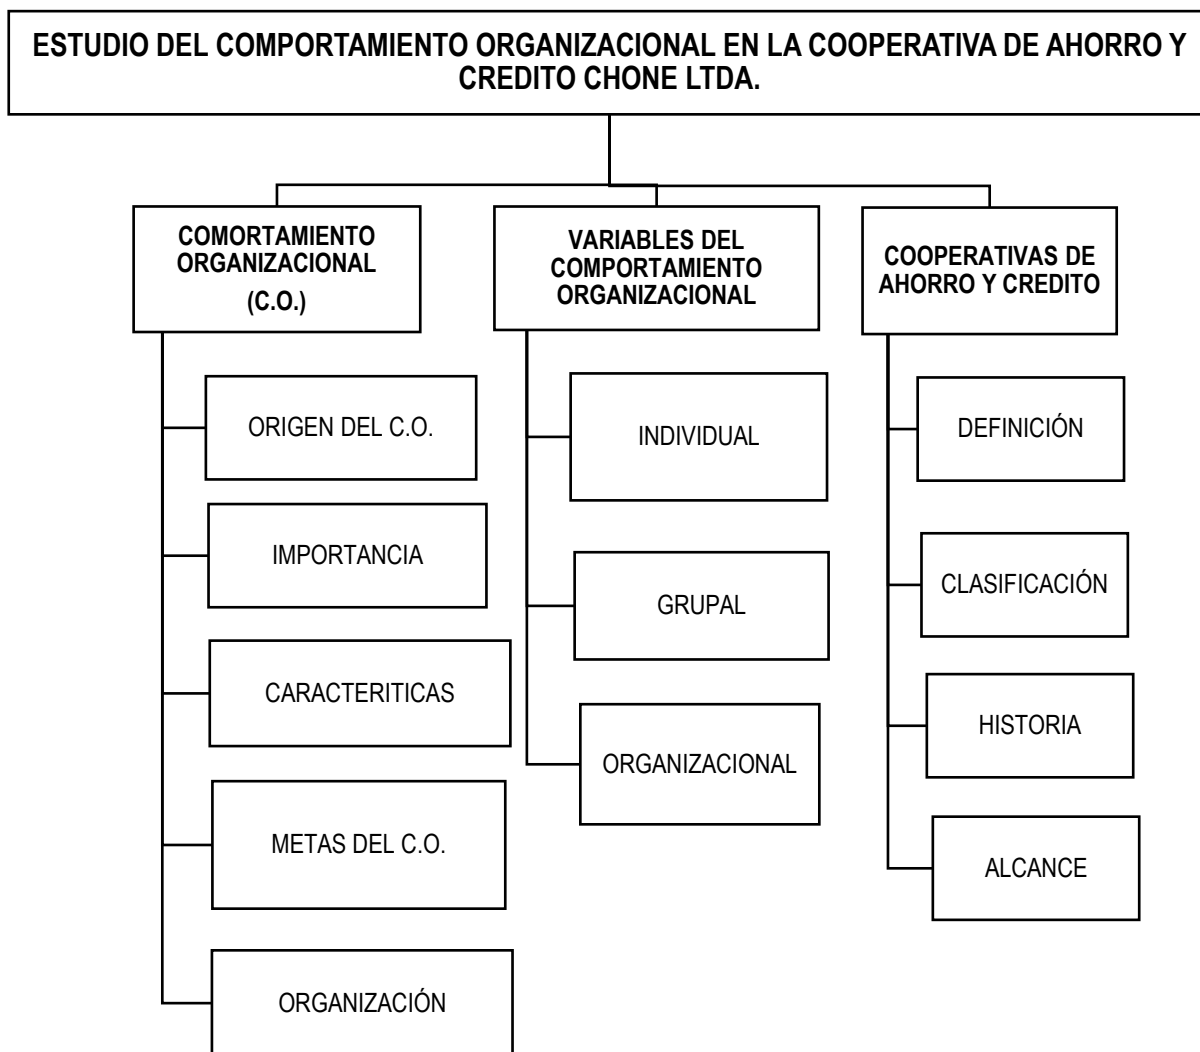 ESTUDIO DEL COMPORTAMIENTO ORGANIZACIONAL EN LA COOPERATIVA DE AHORRO Y
CREDITO CHONE LTDA.
COMORTAMIENTO
ORGANIZACIONAL
(C.O.)
ORIGEN DEL C.O.
IMPORTANCIA
CARACTERITICAS
METAS DEL C.O.
ORGANIZACIÓN
VARIABLES DEL
COMPORTAMIENTO
ORGANIZACIONAL
INDIVIDUAL
GRUPAL
ORGANIZACIONAL
COOPERATIVAS DE
AHORRO Y CREDITO
DEFINICIÓN
CLASIFICACIÓN
HISTORIA
ALCANCE